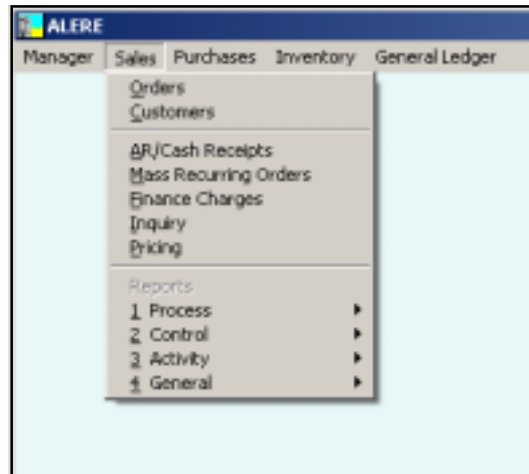 ALERE
Manager Sales Purchases Inventory General Ledger
Orders
Customers
AR/Cash Receipts
Mass Recurring Orders
Finance Charges
Inquiry
Pricing
Reports
1 Process
2 Control
3 Activity
4 General